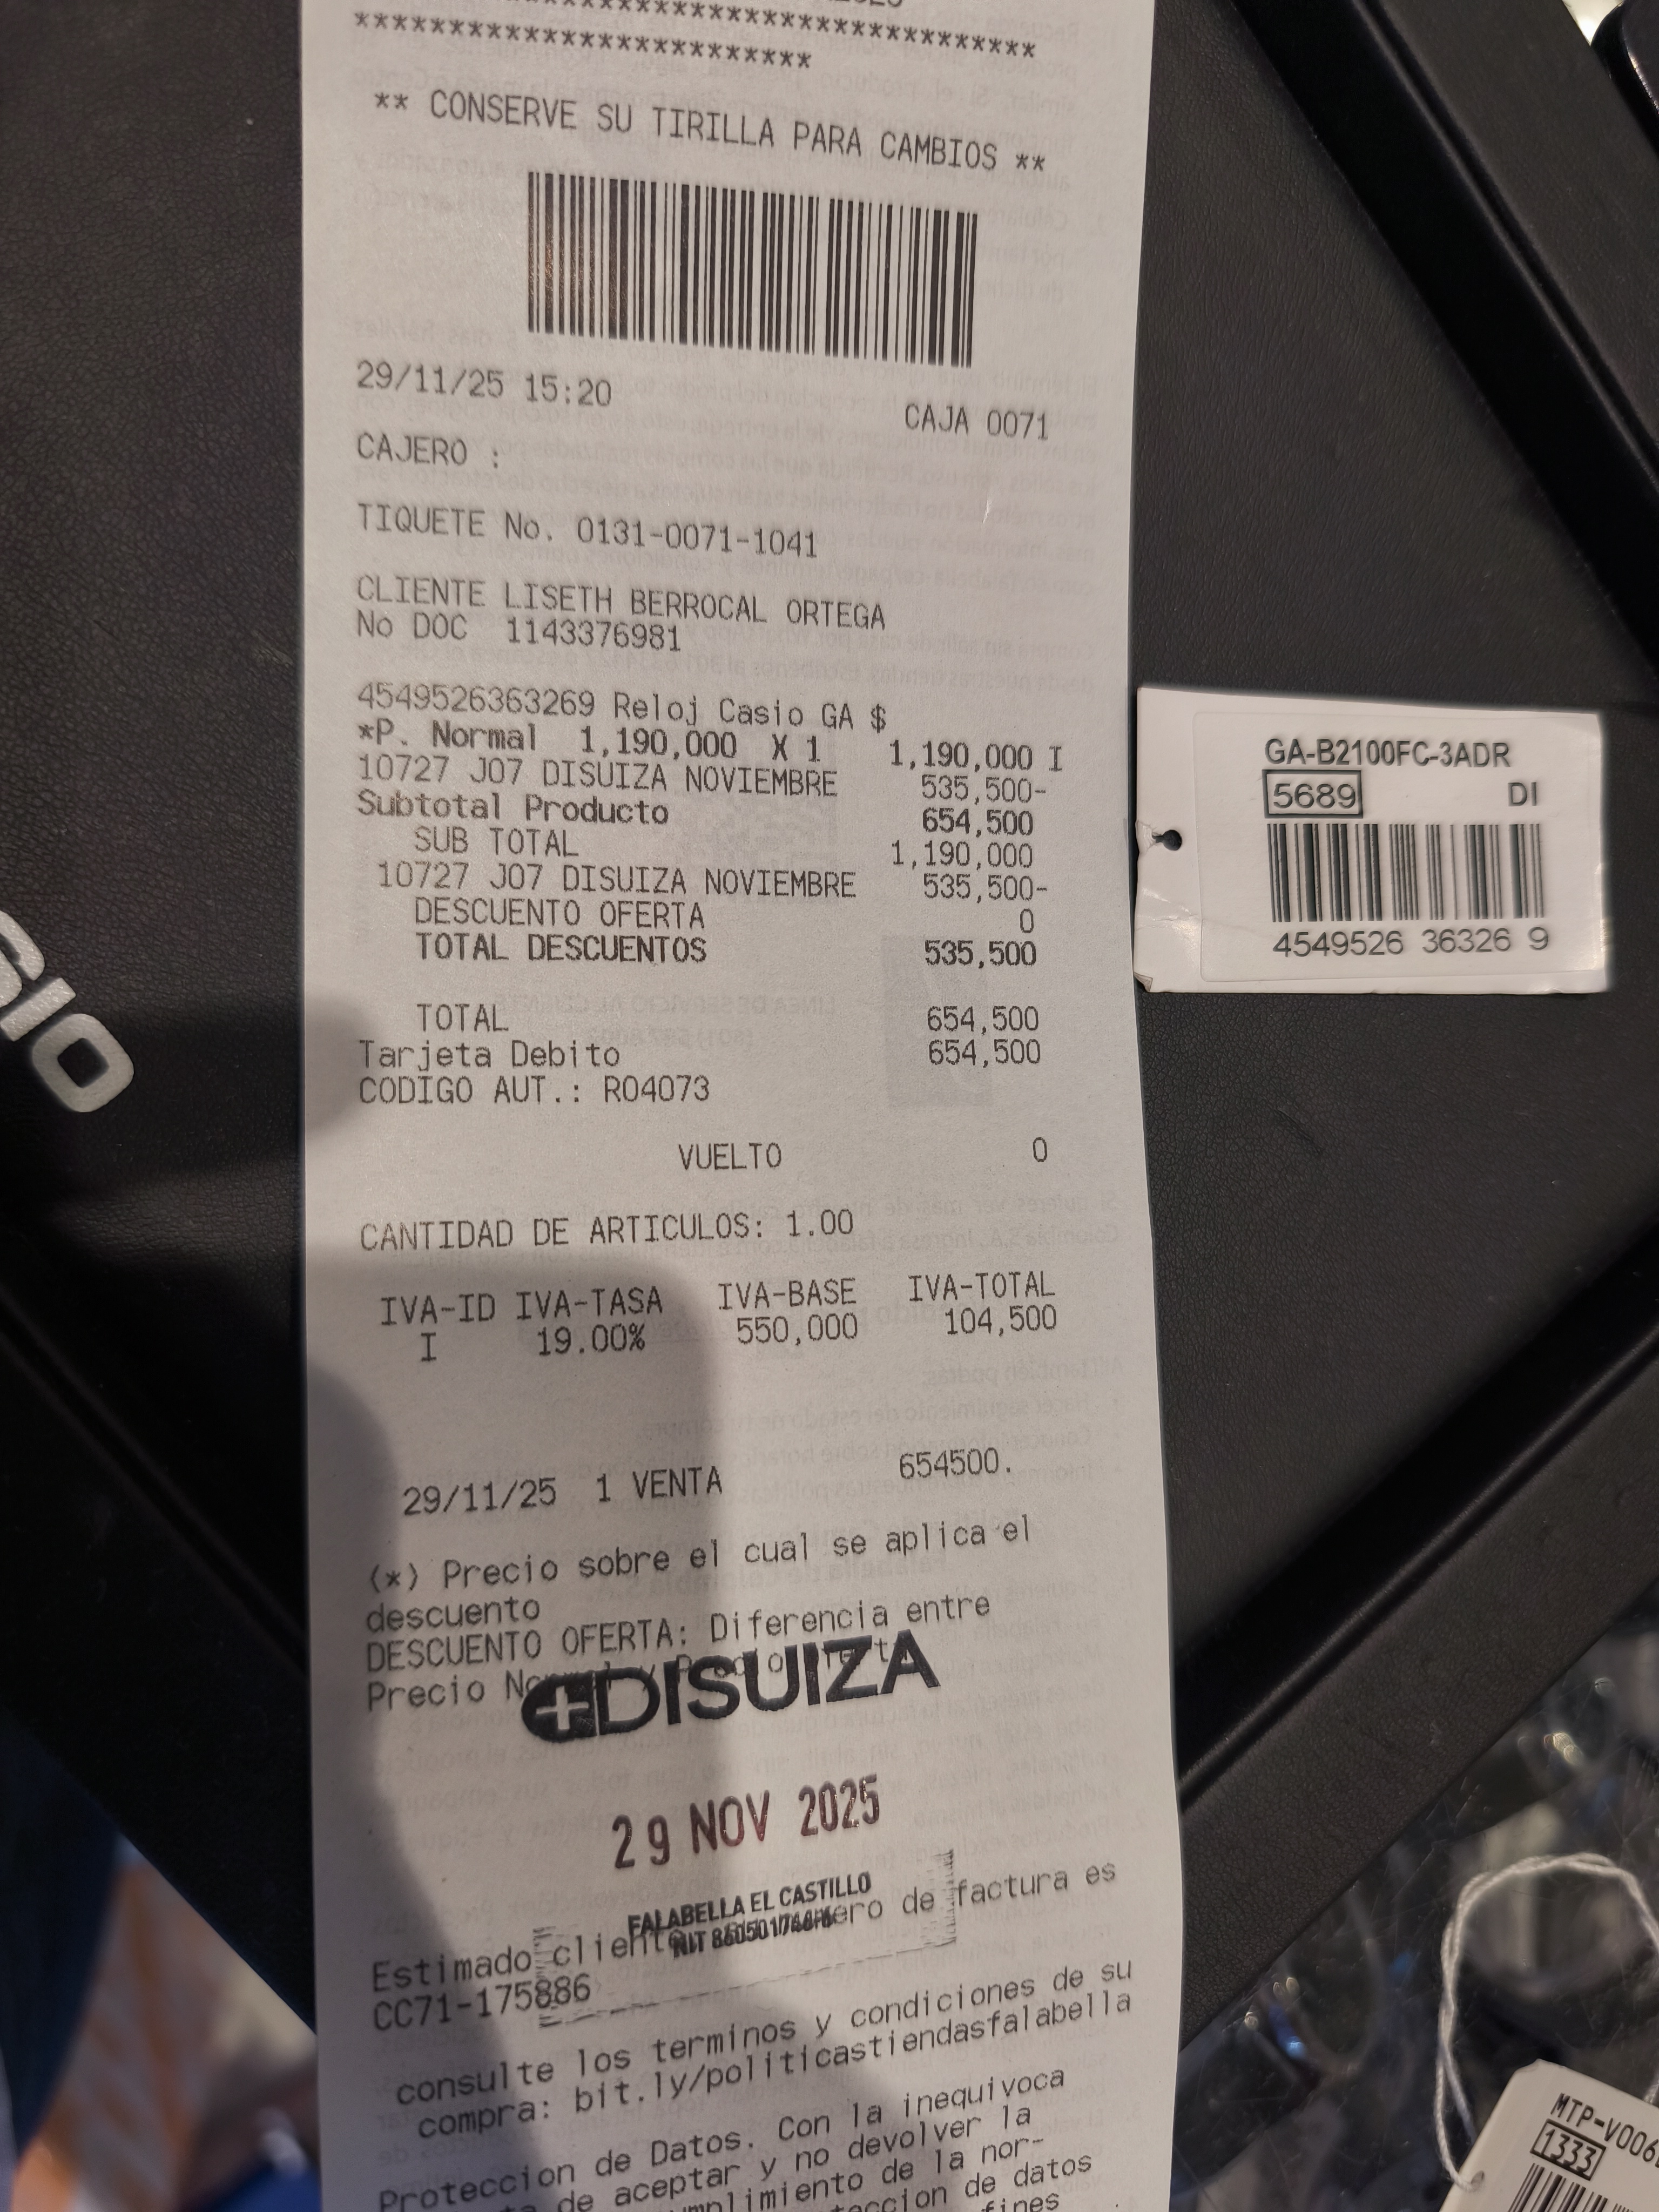 ** CONSERVE SU TIRILLA PARA CAMBIOS **
29/11/25 15:20
CAJA 0071
CAJERO :
TIQUETE No. 0131-0071-1041
CLIENTE LISETH BERROCAL ORTEGA
No DOC 1143376981
4549526363269 Reloj Casio GA $
*P. Normal 1,190,000 X 1 1,190,000 I
10727 J07 DISUIZA NOVIEMBRE 535,500-
Subtotal Producto 654,500
SUB TOTAL 1,190,000
10727 J07 DISUIZA NOVIEMBRE 535,500-
DESCUENTO OFERTA 0
TOTAL DESCUENTOS 535,500
TOTAL 654,500
Tarjeta Debito 654,500
CODIGO AUT.: R04073
VUELTO 0
CANTIDAD DE ARTICULOS: 1.00
IVA-ID IVA-TASA IVA-BASE IVA-TOTAL
I 19.00% 550,000 104,500
29/11/25 1 VENTA 654500.
(*) Precio sobre el cual se aplica el
descuento
DESCUENTO OFERTA: Diferencia entre
Precio
DISUIZA
29 NOV 2025
FALABELLA EL CASTILLO
NIT
Estimado de factura es
CC71-175886
consulte los terminos y condiciones de su
compra: bit.ly/politicastiendasfalabella
Proteccion de Datos. Con la inequivoca
de aceptar y no devolver la
de la nor-
de datos
fines
GA-B2100FC-3ADR
5689 DI
4549526 36326 9
1333